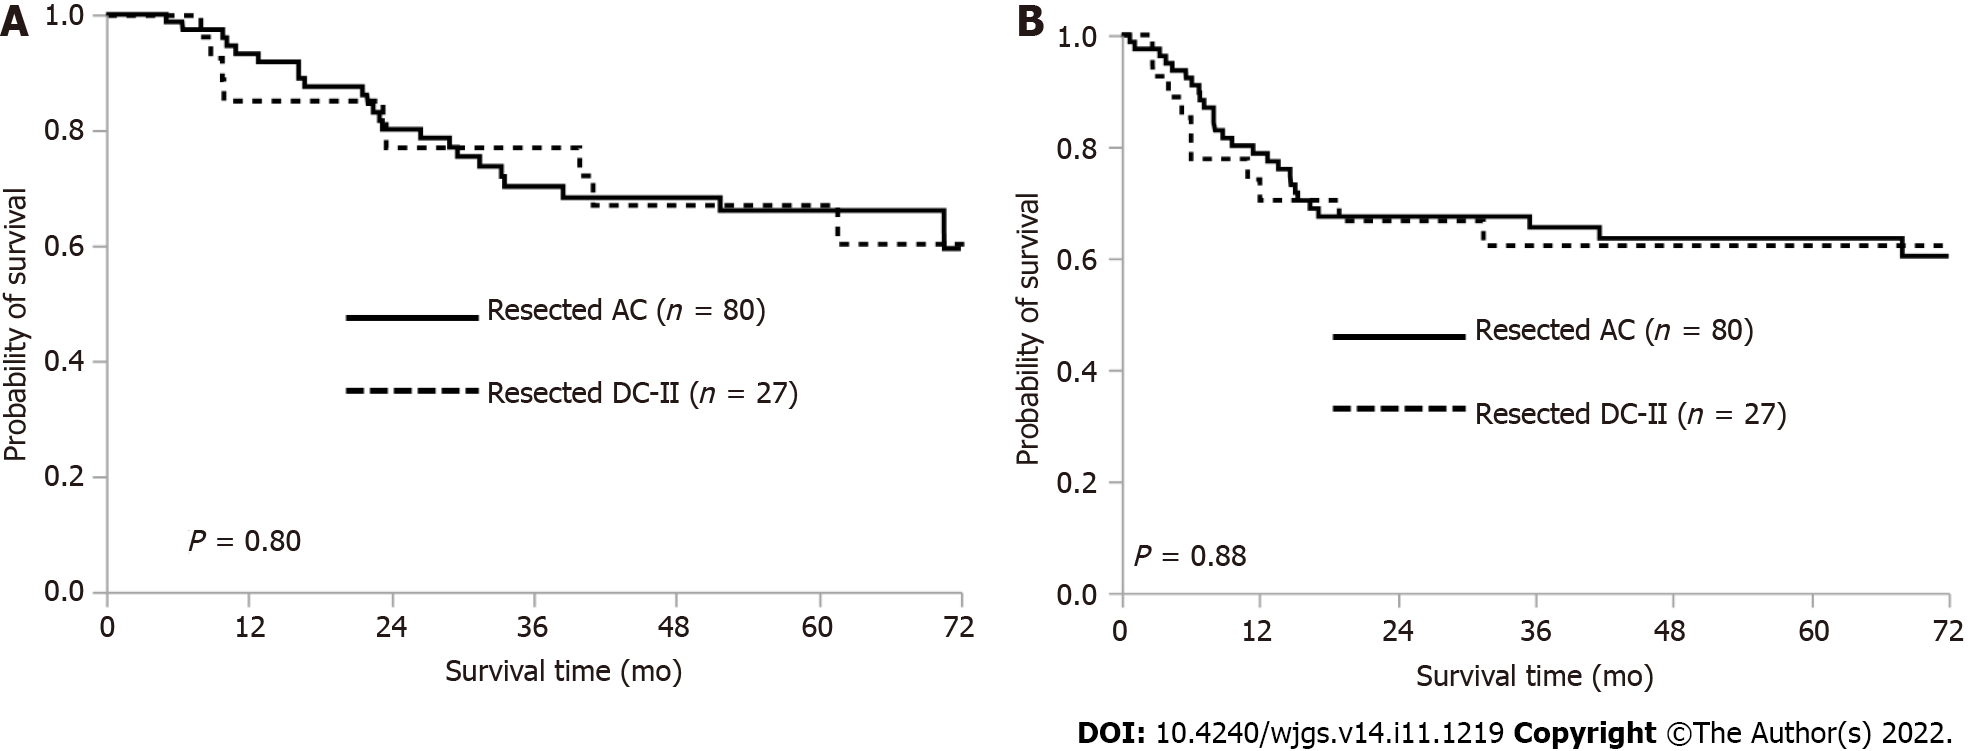 A
1.0
0.8
0.6
0.4
0.2
0.0
Probability of survival
Resected AC (n = 80)
Resected DC-II (n = 27)
P = 0.80
0 12 24 36 48 60 72
Survival time (mo)
B
1.0
0.8
0.6
0.4
0.2
0.0
Probability of survival
Resected AC (n = 80)
Resected DC-II (n = 27)
P = 0.88
0 12 24 36 48 60 72
Survival time (mo)
DOI: 10.4240/wjgs.v14.i11.1219 Copyright ©The Author(s) 2022.